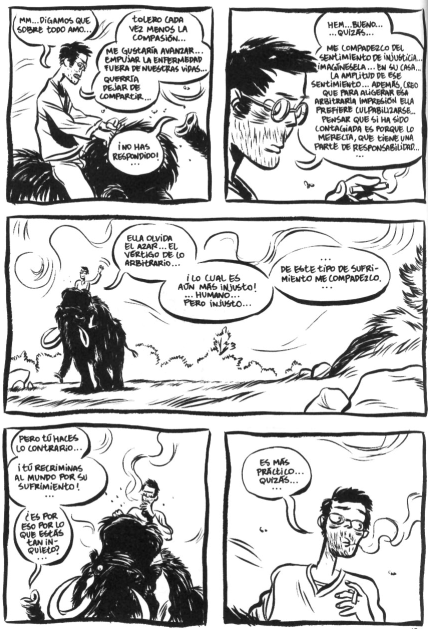 MM... DIGAMOS QUE
SOBRE TODO AMO...
TOLERO CADA
VEZ MENOS LA
COMPASIÓN...
ME GUSTARÍA AVANZAR...
EMPUJAR LA ENFERMEDAD
FUERA DE NUESTRAS VIDAS...
QUERRÍA
DEJAR DE
COMPARTIR...
¡NO HAS
RESPONDIDO!
...
HEM... BUENO...
... QUIZÁS...
ME COMPADEZCO DEL
SENTIMIENTO DE INJUSTICIA...
IMAGÍNESELA... EN SU CASA...
LA AMPLITUD DE ESE
SENTIMIENTO... ADEMÁS, CREO
QUE PARA ALIGERAR ESA
ARBITRARIA IMPRESIÓN ELLA
PREFIERE CULPABILIZARSE...
PENSAR QUE SI HA SIDO
CONTAGIADA ES PORQUE LO
MERECÍA, QUE TIENE UNA
PARTE DE RESPONSABILIDAD...
...
ELLA OLVIDA
EL AZAR... EL
VÉRTIGO DE LO
ARBITRARIO...
¡LO CUAL ES
AÚN MÁS INJUSTO!
... HUMANO...
PERO INJUSTO...
...
DE ESTE TIPO DE SUFRI-
MIENTO ME COMPADEZCO.
...
PERO TÚ HACES
LO CONTRARIO...
¡TÚ RECRIMINAS
AL MUNDO POR SU
SUFRIMIENTO!
...
¿ES POR
ESO POR LO
QUE ESTÁS
TAN IN-
QUIETO?
...
ES MÁS
PRÁCTICO...
QUIZÁS...
...